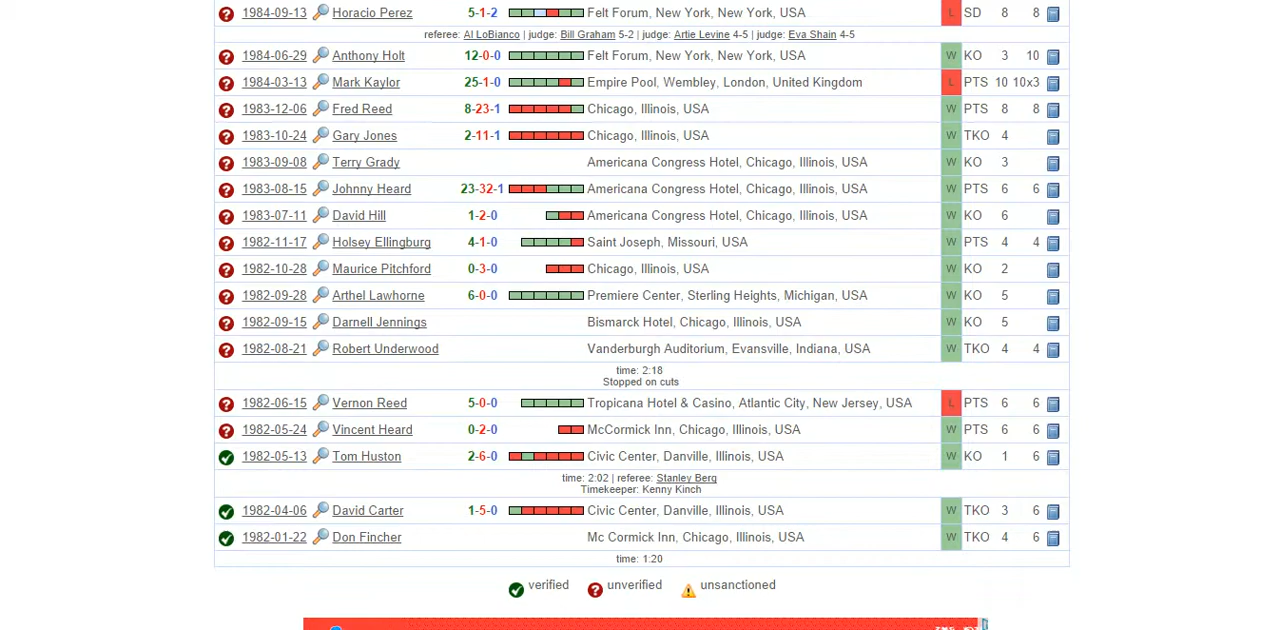 1984-09-13 Horacio Perez 5-1-2 Felt Forum, New York, New York, USA L SD 8 8
referee: Al LoBianco | judge: Bill Graham 5-2 | judge: Artie Levine 4-5 | judge: Eva Shain 4-5
1984-06-29 Anthony Holt 12-0-0 Felt Forum, New York, New York, USA W KO 3 10
1984-03-13 Mark Kaylor 25-1-0 Empire Pool, Wembley, London, United Kingdom L PTS 10 10x3
1983-12-06 Fred Reed 8-23-1 Chicago, Illinois, USA W PTS 8 8
1983-10-24 Gary Jones 2-11-1 Chicago, Illinois, USA W TKO 4
1983-09-08 Terry Grady Americana Congress Hotel, Chicago, Illinois, USA W KO 3
1983-08-15 Johnny Heard 23-32-1 Americana Congress Hotel, Chicago, Illinois, USA W PTS 6 6
1983-07-11 David Hill 1-2-0 Americana Congress Hotel, Chicago, Illinois, USA W KO 6
1982-11-17 Holsey Ellingburg 4-1-0 Saint Joseph, Missouri, USA W PTS 4 4
1982-10-28 Maurice Pitchford 0-3-0 Chicago, Illinois, USA W KO 2
1982-09-28 Arthel Lawhorne 6-0-0 Premiere Center, Sterling Heights, Michigan, USA W KO 5
1982-09-15 Darnell Jennings Bismarck Hotel, Chicago, Illinois, USA W KO 5
1982-08-21 Robert Underwood Vanderburgh Auditorium, Evansville, Indiana, USA W TKO 4 4
time: 2:18
Stopped on cuts
1982-06-15 Vernon Reed 5-0-0 Tropicana Hotel & Casino, Atlantic City, New Jersey, USA L PTS 6 6
1982-05-24 Vincent Heard 0-2-0 McCormick Inn, Chicago, Illinois, USA W PTS 6 6
1982-05-13 Tom Huston 2-6-0 Civic Center, Danville, Illinois, USA W KO 1 6
time: 2:02 | referee: Stanley Berg
Timekeeper: Kenny Kinch
1982-04-06 David Carter 1-5-0 Civic Center, Danville, Illinois, USA W TKO 3 6
1982-01-22 Don Fincher Mc Cormick Inn, Chicago, Illinois, USA W TKO 4 6
time: 1:20
verified unverified unsanctioned